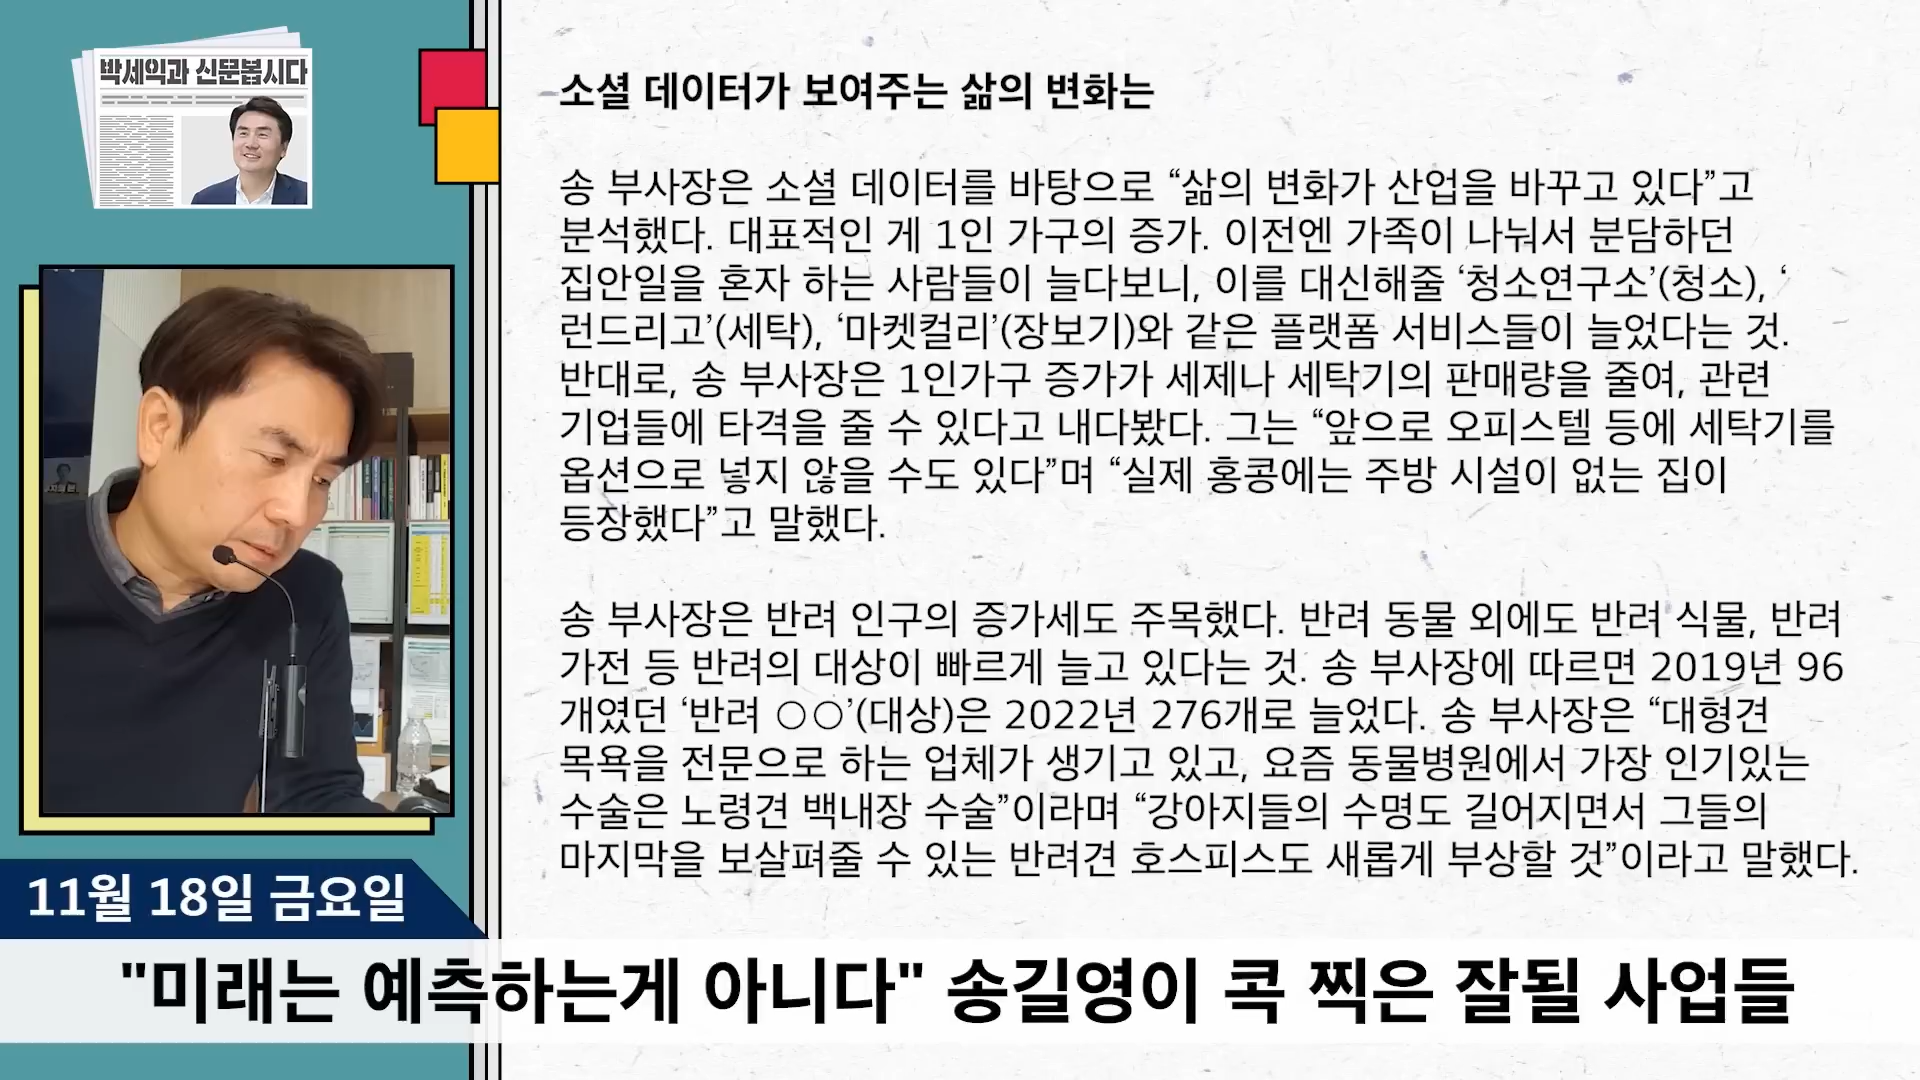 박세익과 신문봅시다
소셜 데이터가 보여주는 삶의 변화는
송 부사장은 소셜 데이터를 바탕으로 “삶의 변화가 산업을 바꾸고 있다”고
분석했다. 대표적인 게 1인 가구의 증가. 이전엔 가족이 나눠서 분담하던
집안일을 혼자 하는 사람들이 늘다보니, 이를 대신해줄 ‘청소연구소’(청소), ‘
런드리고’(세탁), ‘마켓컬리’(장보기)와 같은 플랫폼 서비스들이 늘었다는 것.
반대로, 송 부사장은 1인가구 증가가 세제나 세탁기의 판매량을 줄여, 관련
기업들에 타격을 줄 수 있다고 내다봤다. 그는 “앞으로 오피스텔 등에 세탁기를
옵션으로 넣지 않을 수도 있다”며 “실제 홍콩에는 주방 시설이 없는 집이
등장했다”고 말했다.
송 부사장은 반려 인구의 증가세도 주목했다. 반려 동물 외에도 반려 식물, 반려
가전 등 반려의 대상이 빠르게 늘고 있다는 것. 송 부사장에 따르면 2019년 96
개였던 ‘반려 ○○’(대상)은 2022년 276개로 늘었다. 송 부사장은 “대형견
목욕을 전문으로 하는 업체가 생기고 있고, 요즘 동물병원에서 가장 인기있는
수술은 노령견 백내장 수술”이라며 “강아지들의 수명도 길어지면서 그들의
마지막을 보살펴줄 수 있는 반려견 호스피스도 새롭게 부상할 것”이라고 말했다.
11월 18일 금요일
"미래는 예측하는게 아니다" 송길영이 콕 찍은 잘될 사업들